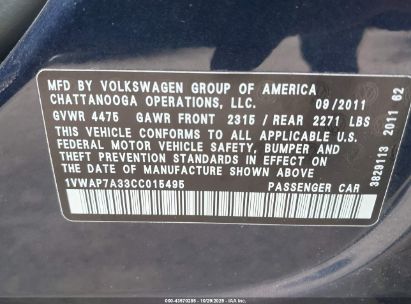 MFD BY VOLKSWAGEN GROUP OF AMERICA
CHATTANOOGA OPERATIONS, LLC. 09/2011
GVWR 4475 GAWR FRONT 2315 / REAR 2271 LBS
THIS VEHICLE CONFORMS TO ALL APPLICABLE U.S.
FEDERAL MOTOR VEHICLE SAFETY, BUMPER AND
THEFT PREVENTION STANDARDS IN EFFECT ON
THE DATE OF MANUFACTURE SHOWN ABOVE
1VWAP7A33CC015495 PASSENGER CAR
3829113 2011 62